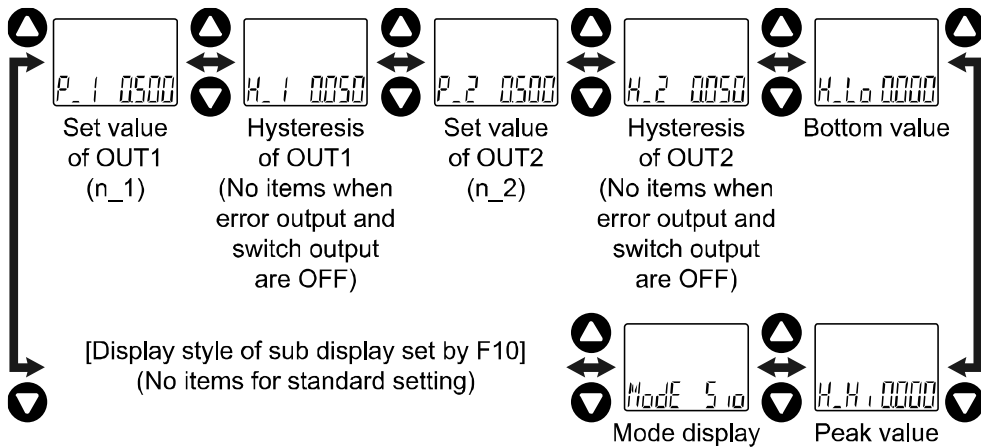 P_1 0.500
H_1 0.050
P_2 0.500
H_2 0.050
H_Lo 0.000
Set value
of OUT1
(n_1)
Hysteresis
of OUT1
(No items when
error output and
switch output
are OFF)
Set value
of OUT2
(n_2)
Hysteresis
of OUT2
(No items when
error output and
switch output
are OFF)
Bottom value
[Display style of sub display set by F10]
(No items for standard setting)
ModE Sio
Mode display
H_Hi 0.000
Peak value